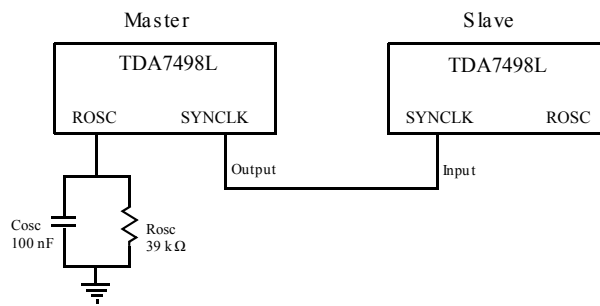 Master
Slave
TDA7498L
TDA7498L
ROSC
SYNCLK
SYNCLK
ROSC
Output
Input
Cosc
100 nF
Rosc
39 kΩ